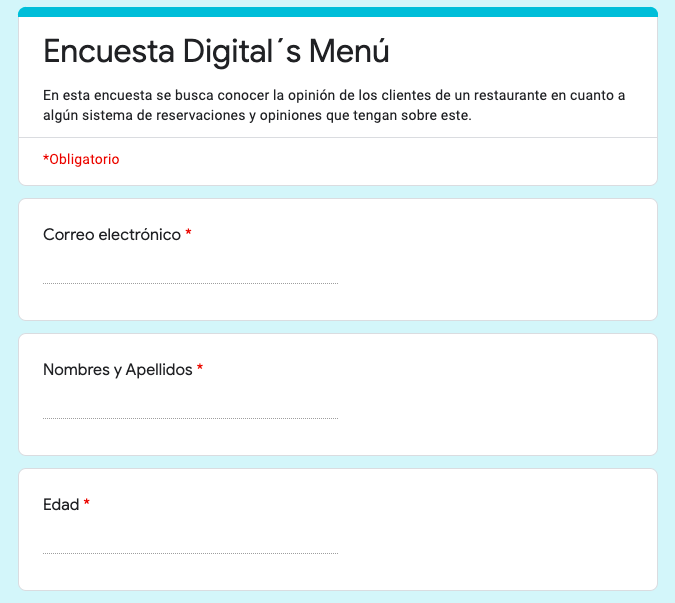 Encuesta Digital´s Menú
En esta encuesta se busca conocer la opinión de los clientes de un restaurante en cuanto a
algún sistema de reservaciones y opiniones que tengan sobre este.
*Obligatorio
Correo electrónico *
Nombres y Apellidos *
Edad *